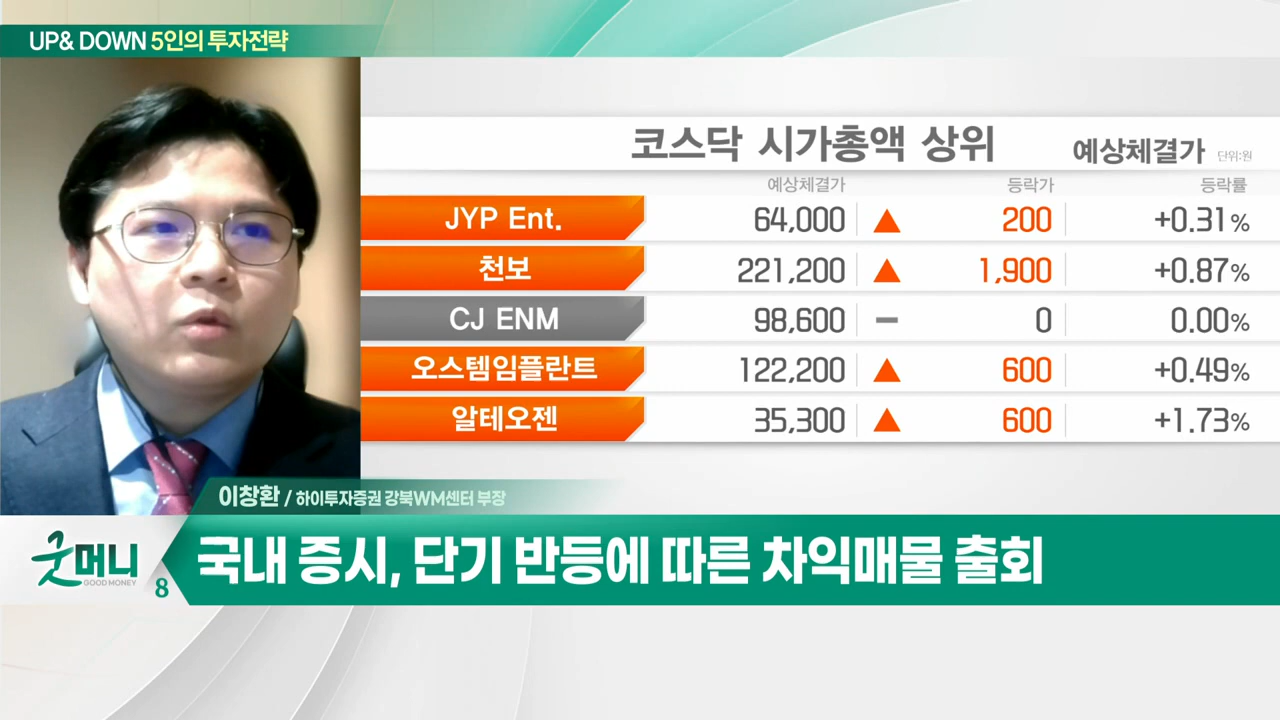 UP& DOWN 5인의 투자전략
코스닥 시가총액 상위 예상체결가 단위:원
예상체결가 등락가 등락률
JYP Ent. 64,000 ▲ 200 +0.31%
천보 221,200 ▲ 1,900 +0.87%
CJ ENM 98,600 − 0 0.00%
오스템임플란트 122,200 ▲ 600 +0.49%
알테오젠 35,300 ▲ 600 +1.73%
이창환 / 하이투자증권 강북WM센터 부장
굿머니
GOOD MONEY
8
국내 증시, 단기 반등에 따른 차익매물 출회